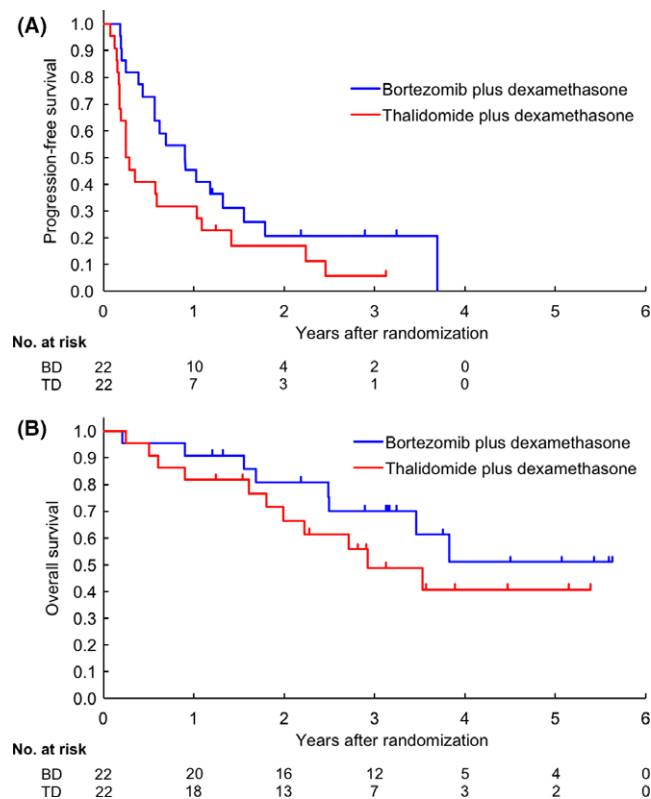 (A)
1.0
0.9
0.8
0.7
0.6
0.5
0.4
0.3
0.2
0.1
0.0
Progression-free survival
Bortezomib plus dexamethasone
Thalidomide plus dexamethasone
0 1 2 3 4 5 6
Years after randomization
No. at risk
BD 22 10 4 2 0
TD 22 7 3 1 0
(B)
1.0
0.9
0.8
0.7
0.6
0.5
0.4
0.3
0.2
0.1
0.0
Overall survival
Bortezomib plus dexamethasone
Thalidomide plus dexamethasone
0 1 2 3 4 5 6
Years after randomization
No. at risk
BD 22 20 16 12 5 4 0
TD 22 18 13 7 3 2 0